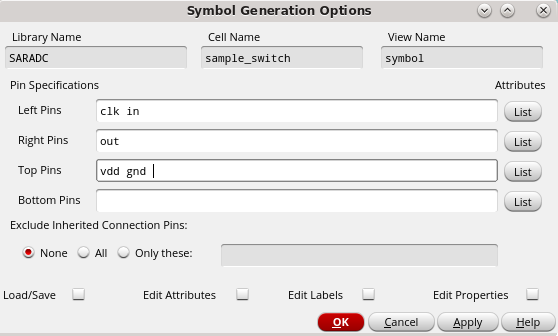 Symbol Generation Options
Library Name Cell Name View Name
SARADC sample_switch symbol
Pin Specifications Attributes
Left Pins clk in List
Right Pins out List
Top Pins vdd gnd List
Bottom Pins List
Exclude Inherited Connection Pins:
None All Only these:
Load/Save Edit Attributes Edit Labels Edit Properties
OK Cancel Apply Help